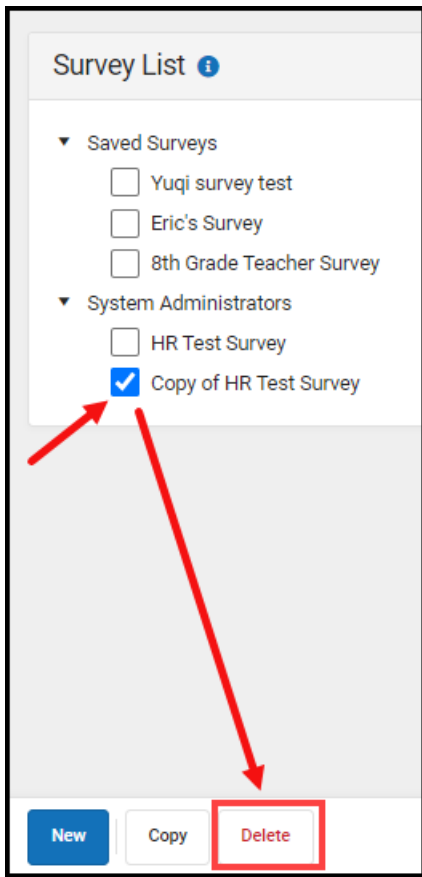 Survey List
Saved Surveys
Yuqi survey test
Eric's Survey
8th Grade Teacher Survey
System Administrators
HR Test Survey
Copy of HR Test Survey
New Copy Delete